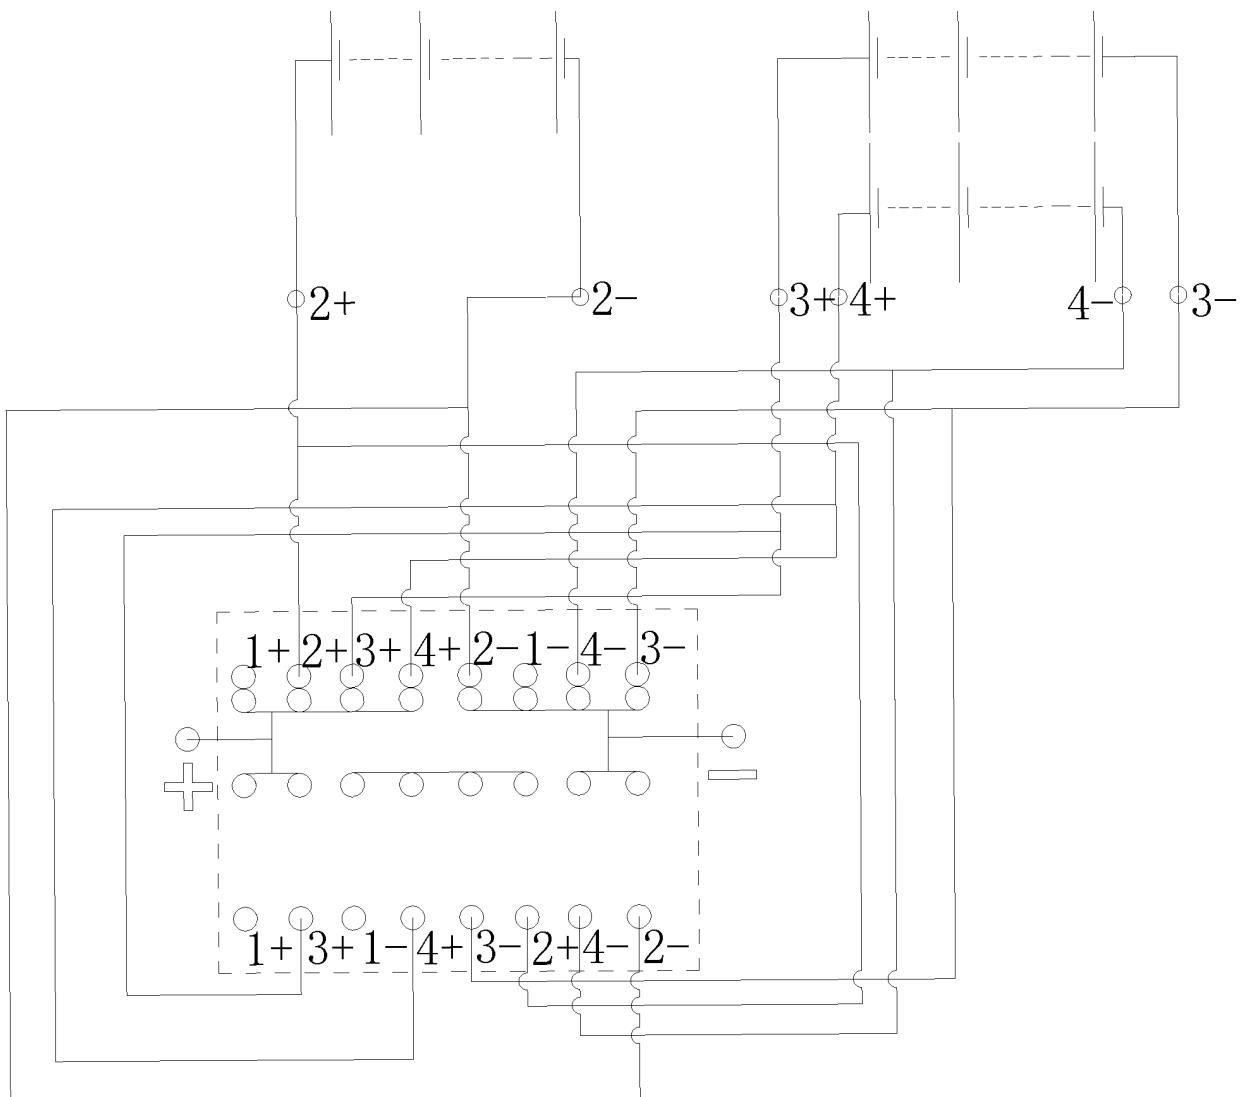 2+ 2- 3+ 4+ 4- 3-
1+ 2+ 3+ 4+ 2- 1- 4- 3-
+ -
1+ 3+ 1- 4+ 3- 2+ 4- 2-